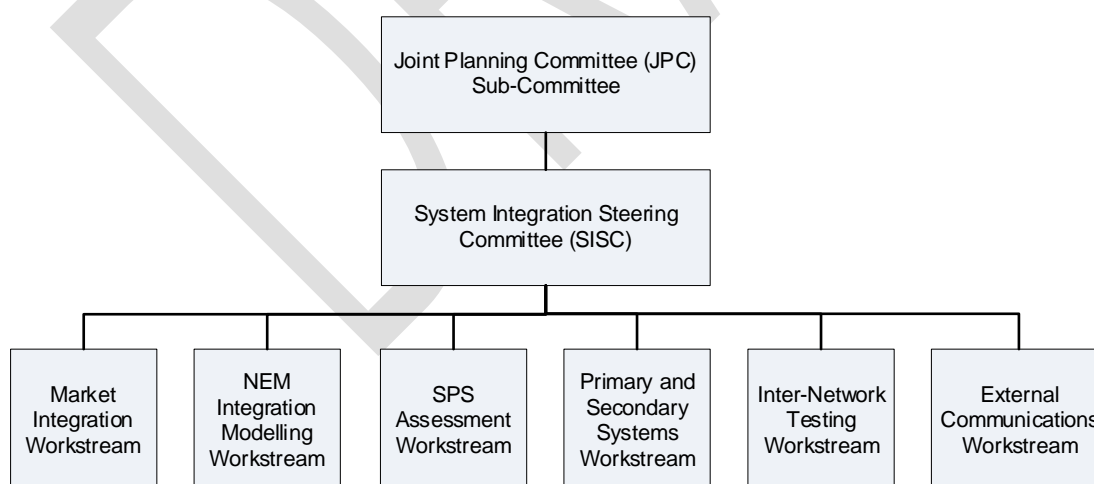 Joint Planning Committee (JPC)
Sub-Committee
System Integration Steering
Committee (SISC)
Market
Integration
Workstream
NEM
Integration
Modelling
Workstream
SPS
Assessment
Workstream
Primary and
Secondary
Systems
Workstream
Inter-Network
Testing
Workstream
External
Communications
Workstream